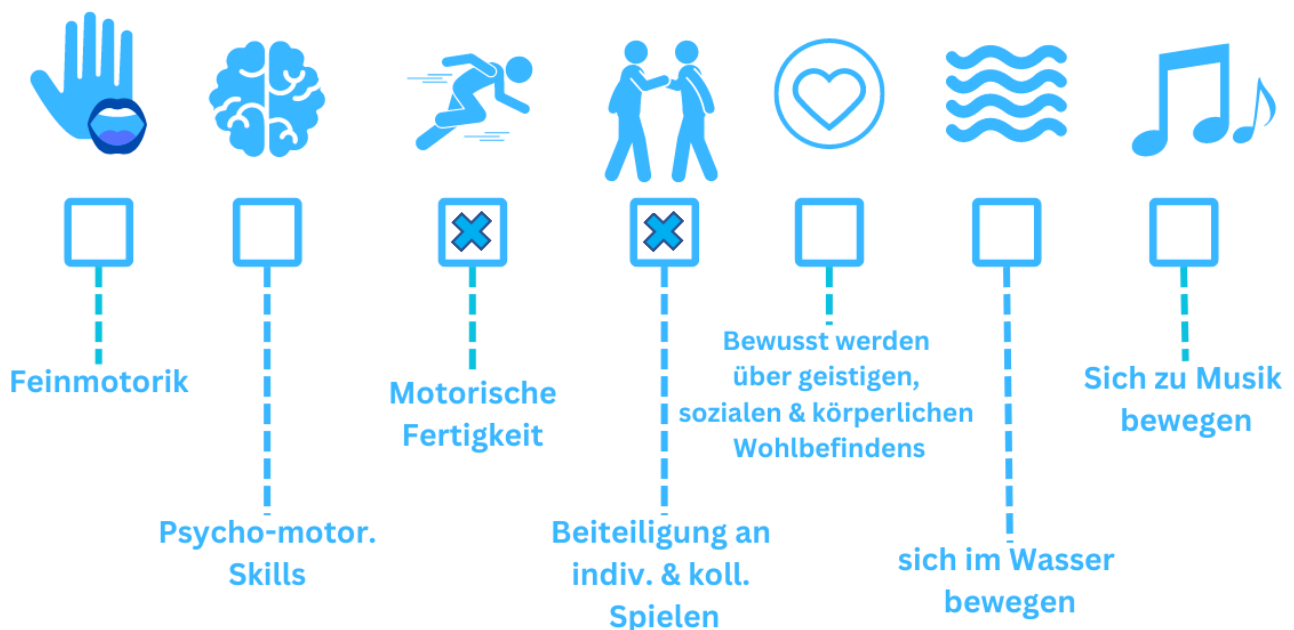 Feinmotorik
Psycho-motor.
Skills
Motorische
Fertigkeit
Beiteiligung an
indiv. & koll.
Spielen
Bewusst werden
über geistigen,
sozialen & körperlichen
Wohlbefindens
sich im Wasser
bewegen
Sich zu Musik
bewegen